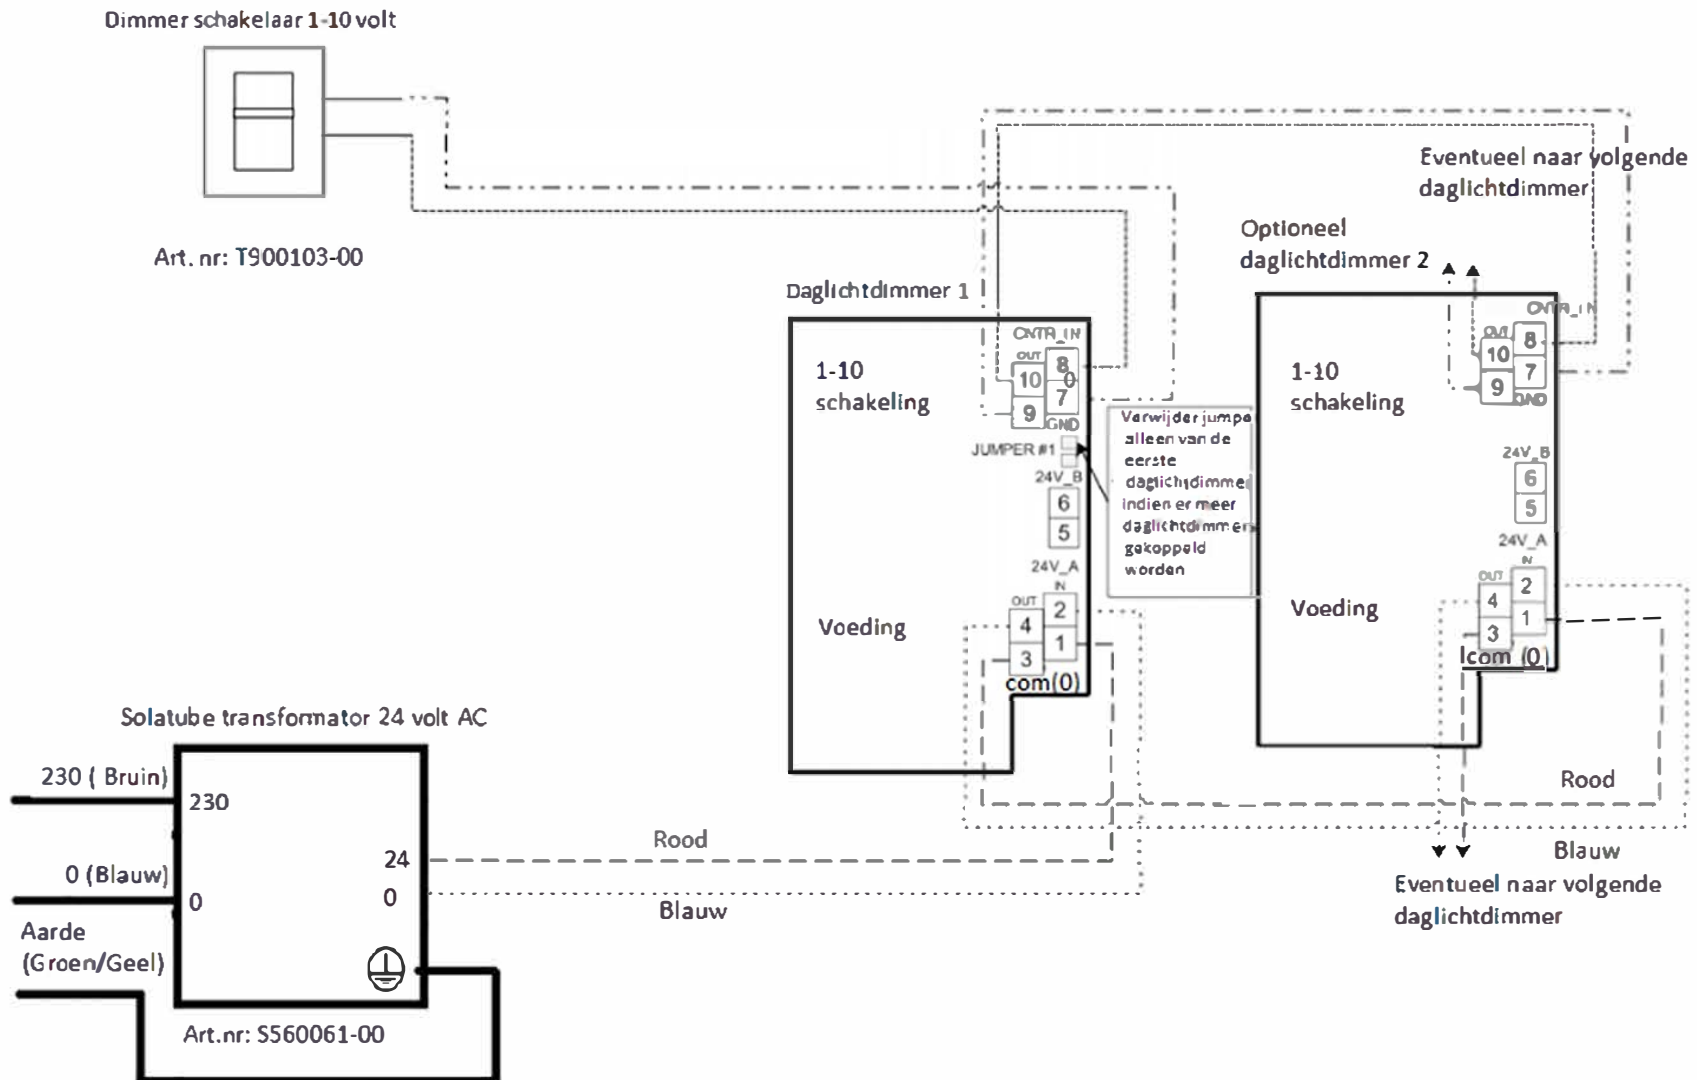 Dimmer schakelaar 1-10 volt
Art. nr: T900103-00
Eventueel naar volgende
daglichtdimmer
Optioneel
daglichtdimmer 2
Daglichtdimmer 1
CNTR_IN
OUT
8
10
0
7
9
GND
1-10
schakeling
JUMPER #1
24V_B
6
5
24V_A
IN
OUT
2
4
1
3
com(0)
Voeding
Verwijder jumpe
alleen van de
eerste
daglichtdimme
indien er meer
daglichtdimmers
gekoppeld
worden
CNTR_IN
OUT
8
10
7
9
GND
1-10
schakeling
24V_B
6
5
24V_A
IN
OUT
2
4
1
3
lcom (0)
Voeding
Solatube transformator 24 volt AC
230 ( Bruin)
230
0 (Blauw)
0
Aarde
(Groen/Geel)
24
0
Art.nr: S560061-00
Rood
Blauw
Rood
Blauw
Eventueel naar volgende
daglichtdimmer